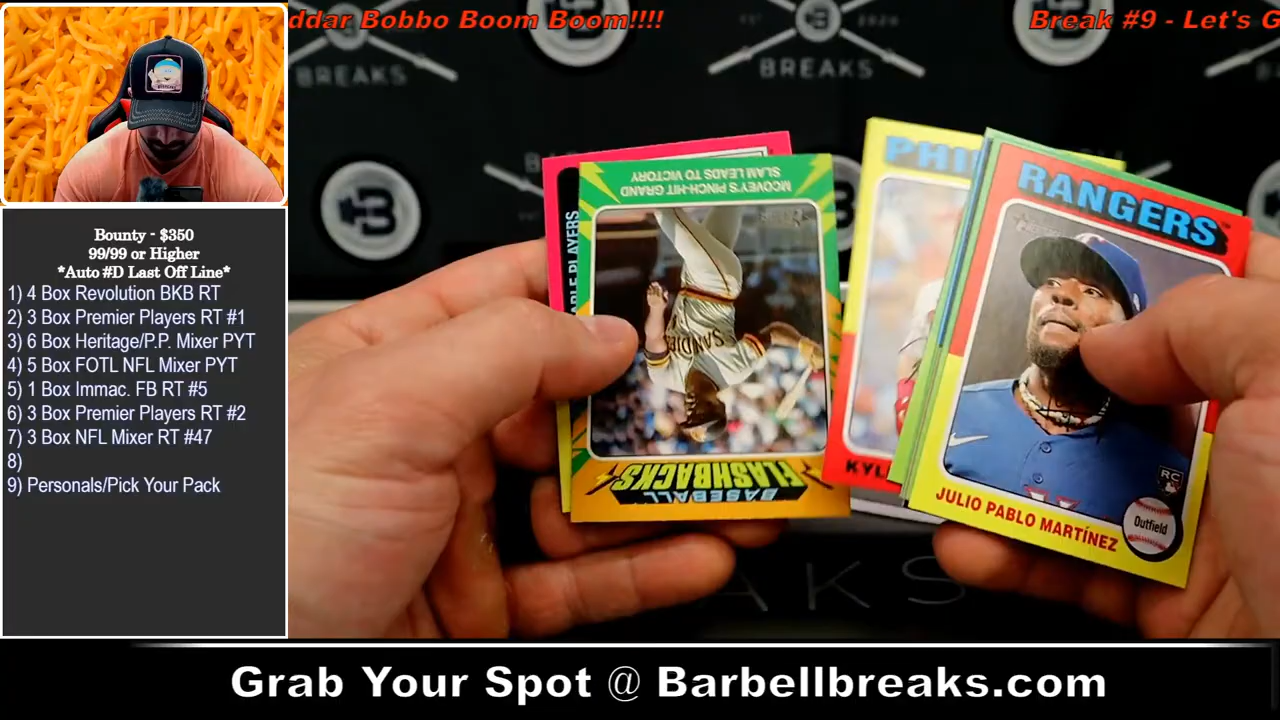 ddar Bobbo Boom Boom!!!!
Break #9 - Let's G
BREAKS
BREAKS
Bounty - $350
99/99 or Higher
*Auto #D Last Off Line*
1) 4 Box Revolution BKB RT
2) 3 Box Premier Players RT #1
3) 6 Box Heritage/P.P. Mixer PYT
4) 5 Box FOTL NFL Mixer PYT
5) 1 Box Immac. FB RT #5
6) 3 Box Premier Players RT #2
7) 3 Box NFL Mixer RT #47
8)
9) Personals/Pick Your Pack
MCOVEY'S PINCH-HIT GRAND
SLAM LEADS TO VICTORY
PLAYERS
BASEBALL
FLASHBACKS
PHI
KYL
RANGERS
RC
JULIO PABLO MARTÍNEZ
Outfield
AKS
Grab Your Spot @ Barbellbreaks.com